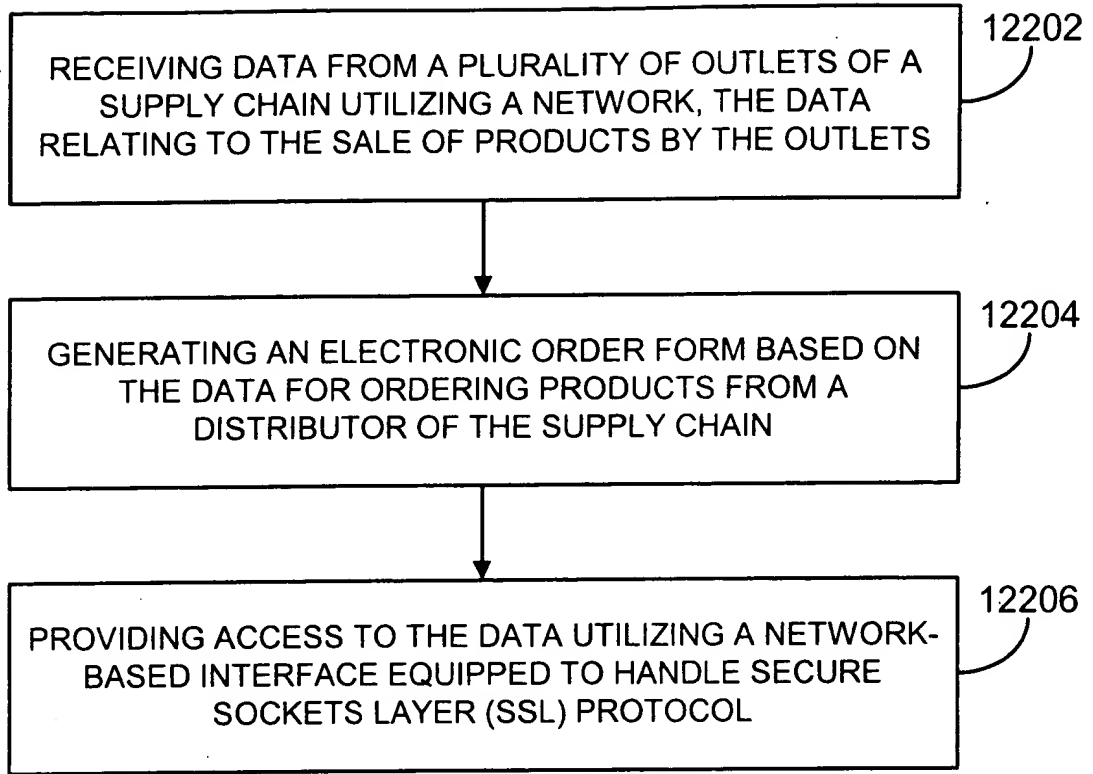 12202
RECEIVING DATA FROM A PLURALITY OF OUTLETS OF A
SUPPLY CHAIN UTILIZING A NETWORK, THE DATA
RELATING TO THE SALE OF PRODUCTS BY THE OUTLETS
12204
GENERATING AN ELECTRONIC ORDER FORM BASED ON
THE DATA FOR ORDERING PRODUCTS FROM A
DISTRIBUTOR OF THE SUPPLY CHAIN
12206
PROVIDING ACCESS TO THE DATA UTILIZING A NETWORK-
BASED INTERFACE EQUIPPED TO HANDLE SECURE
SOCKETS LAYER (SSL) PROTOCOL